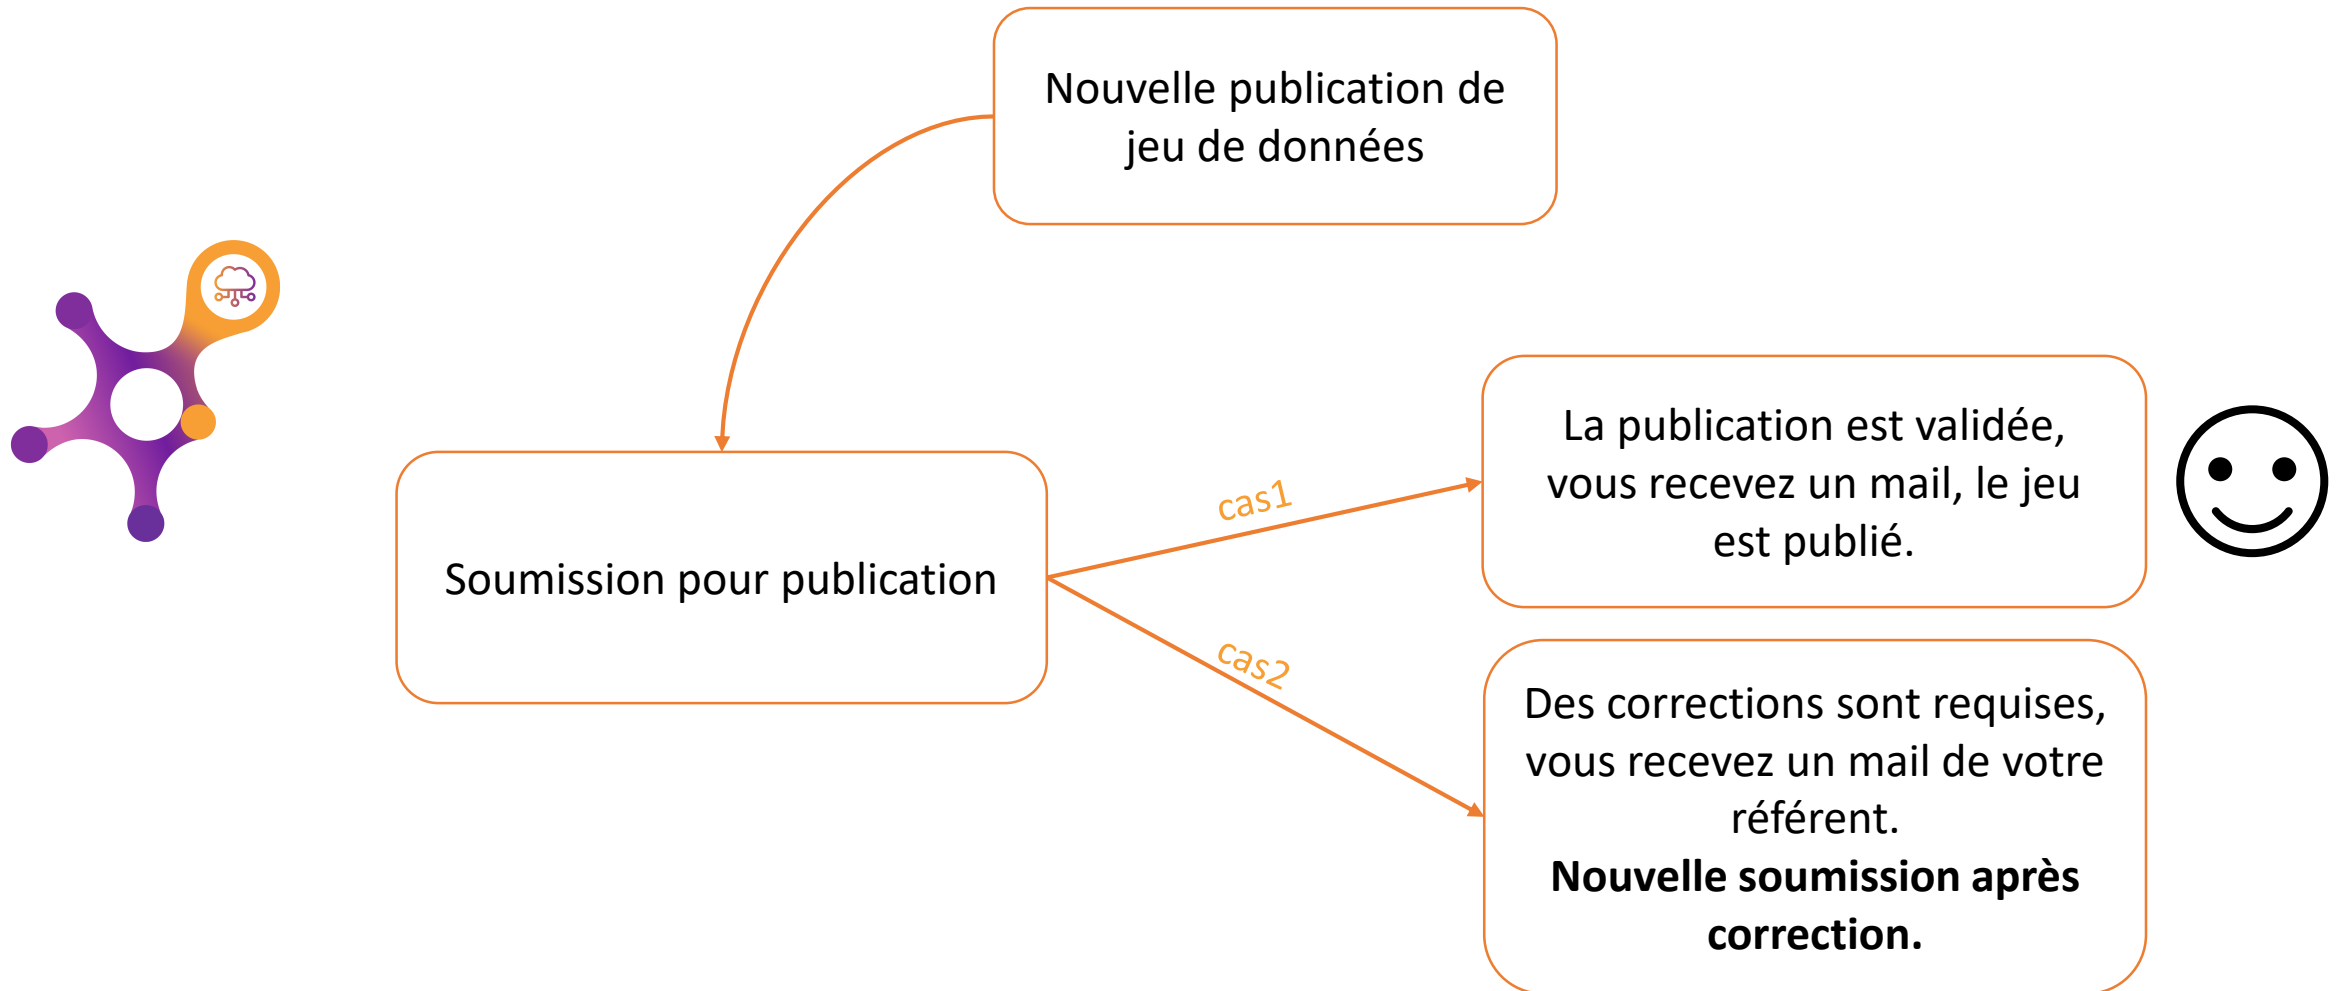 Nouvelle publication de
jeu de données
Soumission pour publication
cas1
La publication est validée,
vous recevez un mail, le jeu
est publié.
cas2
Des corrections sont requises,
vous recevez un mail de votre
référent.
Nouvelle soumission après
correction.